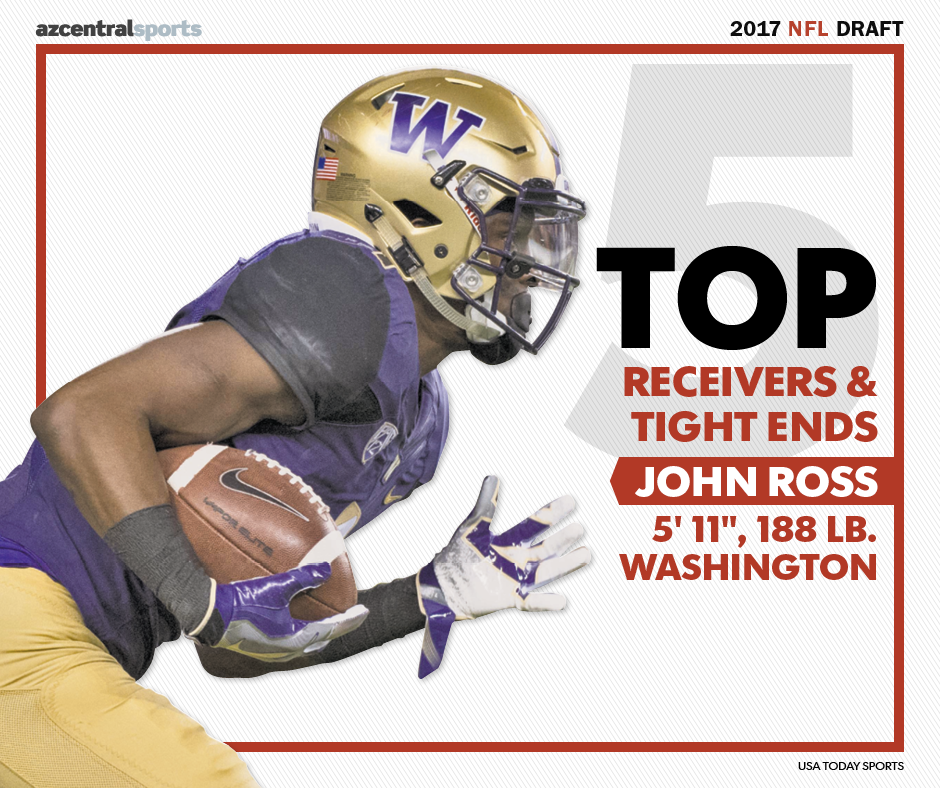 azcentralsports
2017 NFL DRAFT
5
TOP
RECEIVERS &
TIGHT ENDS
JOHN ROSS
5' 11", 188 LB.
WASHINGTON
W
VAPOR ELITE
USA TODAY SPORTS